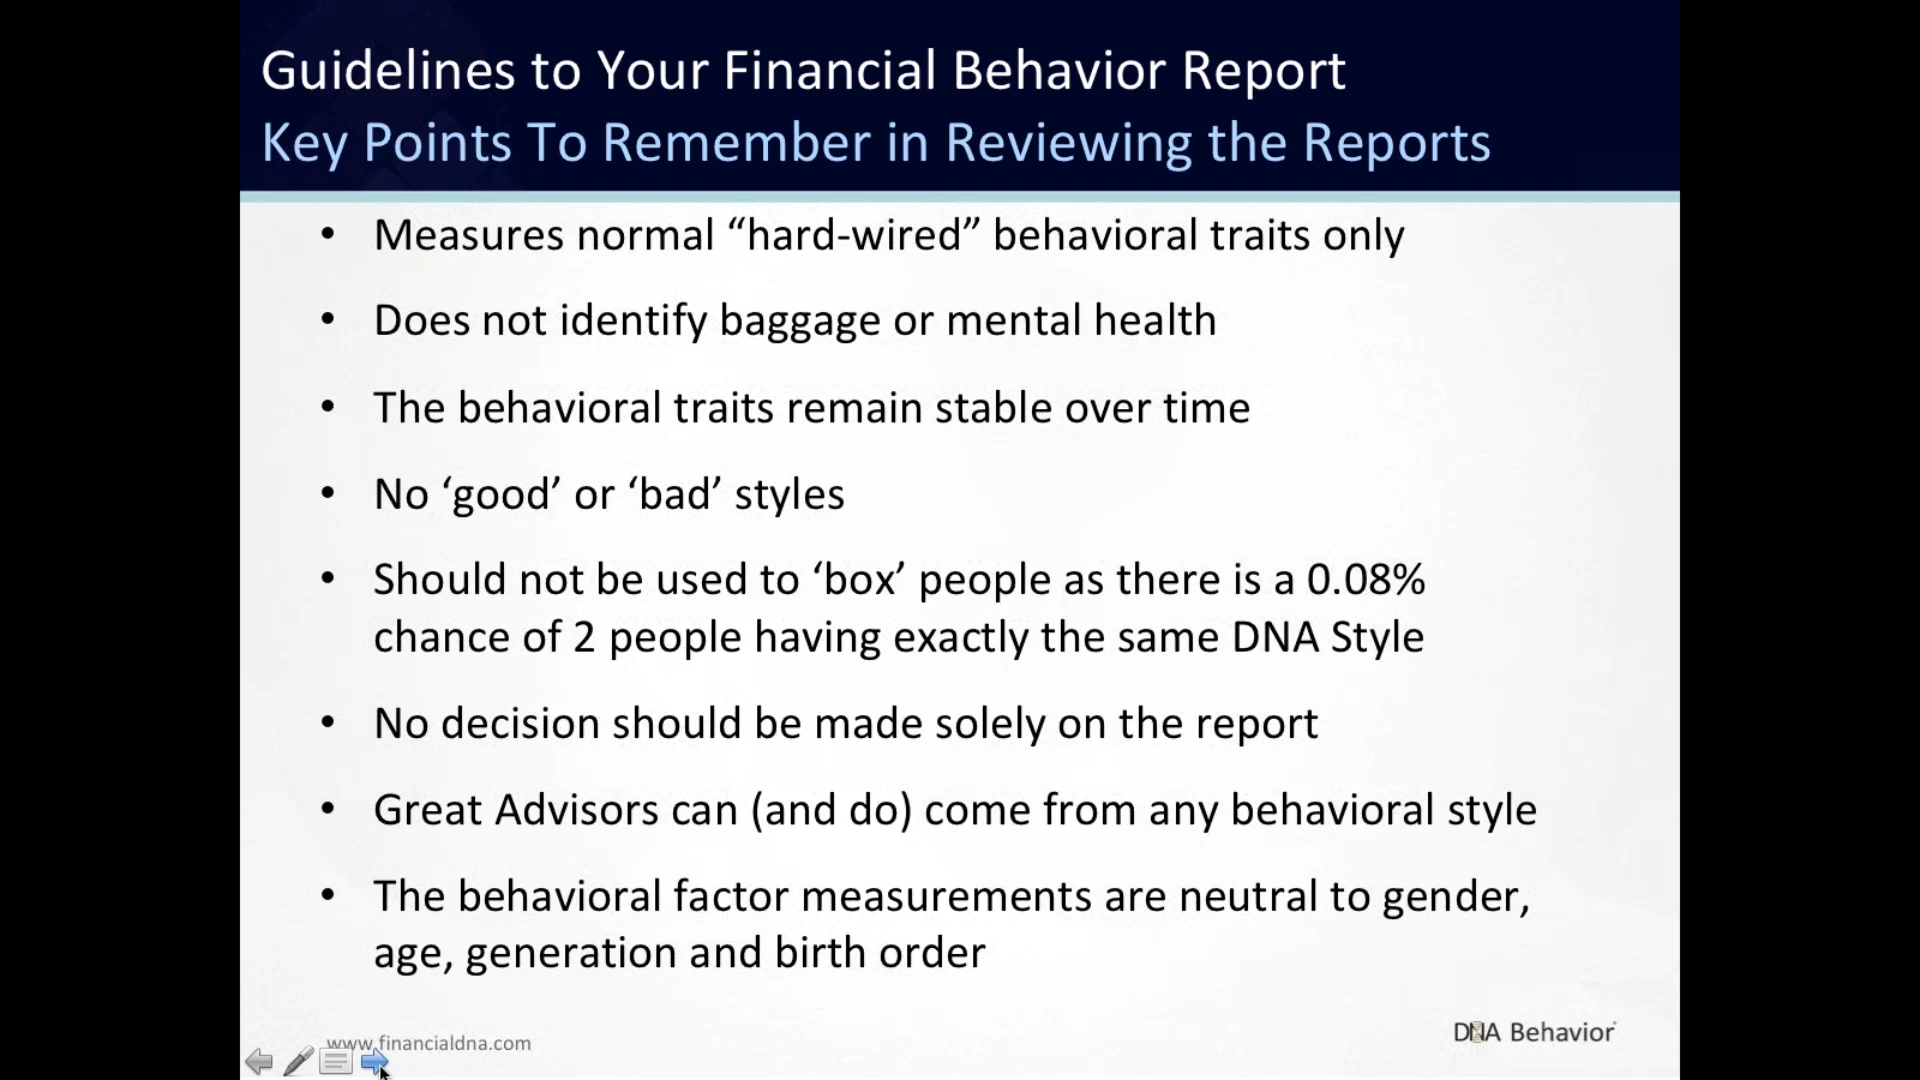 Guidelines to Your Financial Behavior Report
Key Points To Remember in Reviewing the Reports
• Measures normal “hard-wired” behavioral traits only
• Does not identify baggage or mental health
• The behavioral traits remain stable over time
• No ‘good’ or ‘bad’ styles
• Should not be used to ‘box’ people as there is a 0.08%
chance of 2 people having exactly the same DNA Style
• No decision should be made solely on the report
• Great Advisors can (and do) come from any behavioral style
• The behavioral factor measurements are neutral to gender,
age, generation and birth order
www.financialdna.com
DNA Behavior